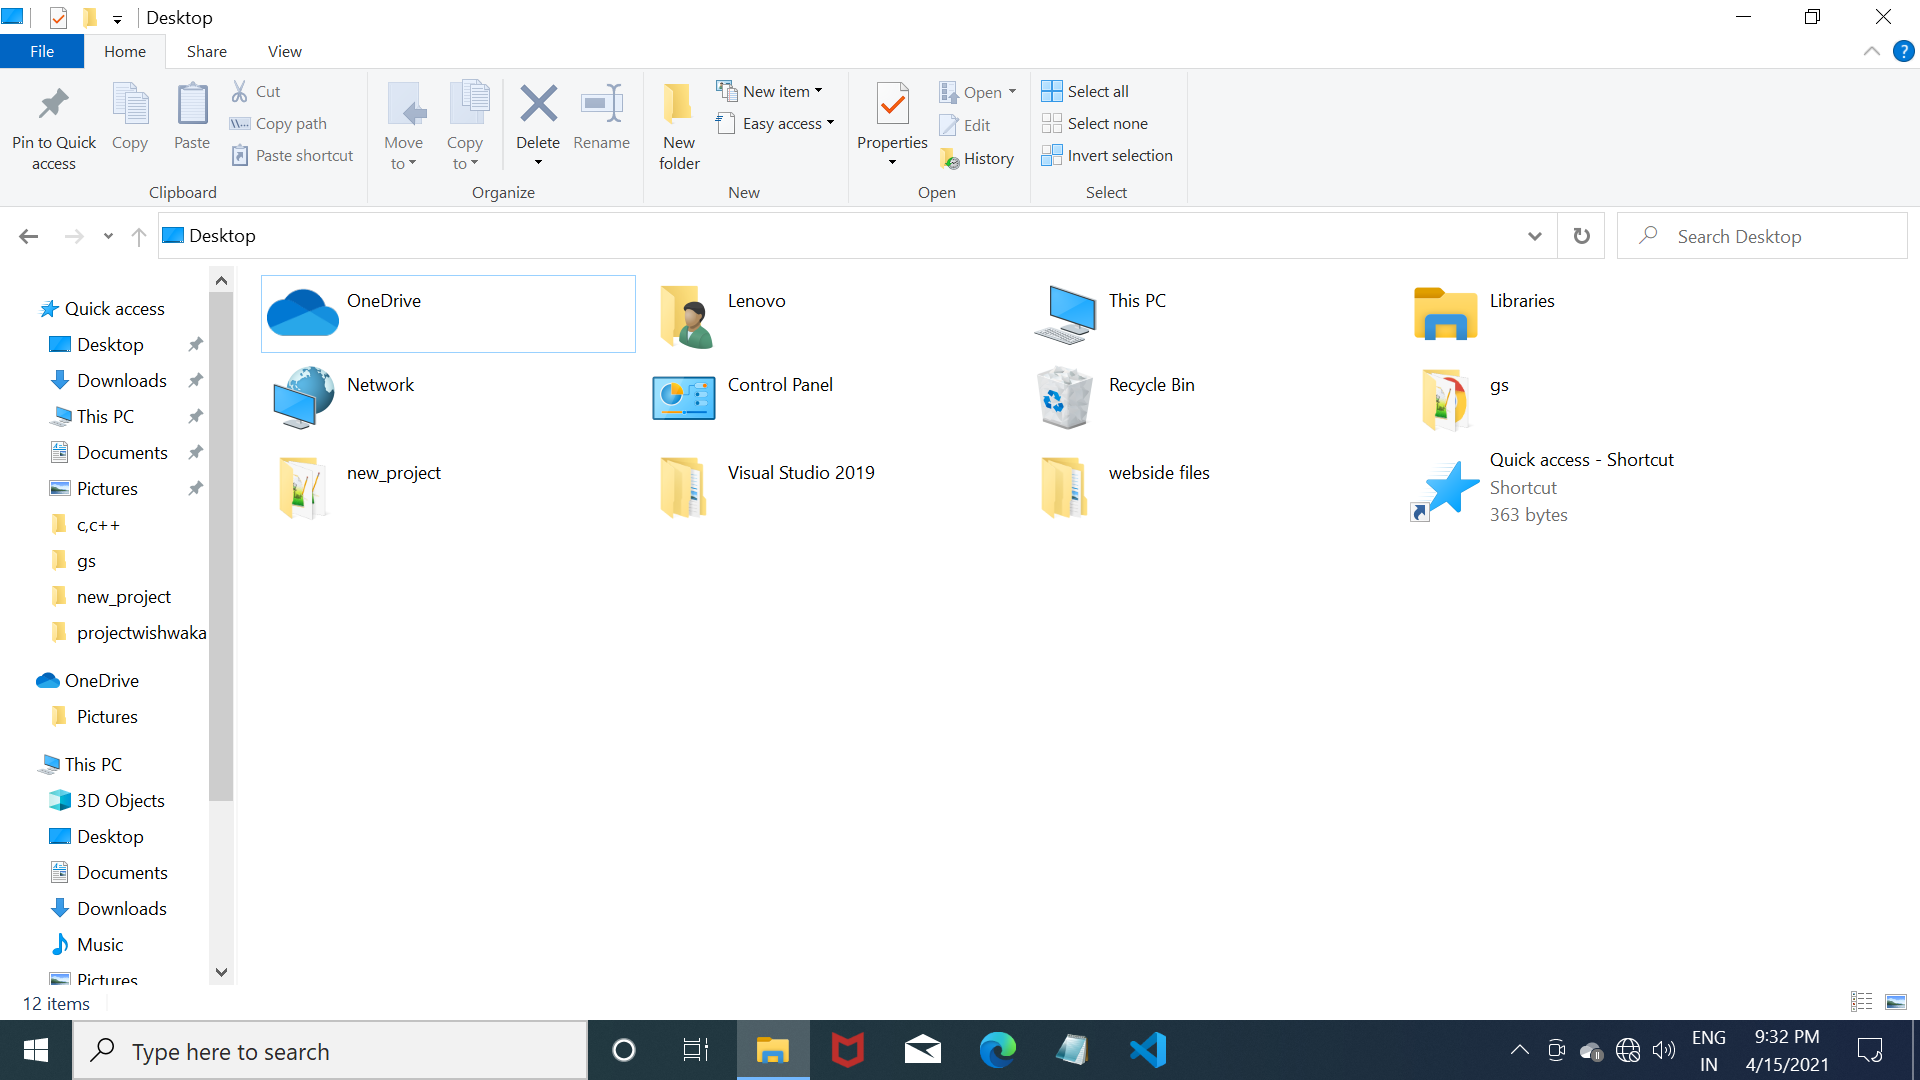 Desktop
File Home Share View
Pin to Quick access
Copy
Paste
Cut
Copy path
Paste shortcut
Clipboard
Move to
Copy to
Delete
Rename
Organize
New folder
New item
Easy access
New
Properties
Open
Edit
History
Open
Select all
Select none
Invert selection
Select
Desktop
Search Desktop
Quick access
Desktop
Downloads
This PC
Documents
Pictures
c,c++
gs
new_project
projectwishwaka
OneDrive
Pictures
This PC
3D Objects
Desktop
Documents
Downloads
Music
Pictures
OneDrive
Lenovo
This PC
Libraries
Network
Control Panel
Recycle Bin
gs
new_project
Visual Studio 2019
webside files
Quick access - Shortcut
Shortcut
363 bytes
12 items
Type here to search
ENG
IN
9:32 PM
4/15/2021